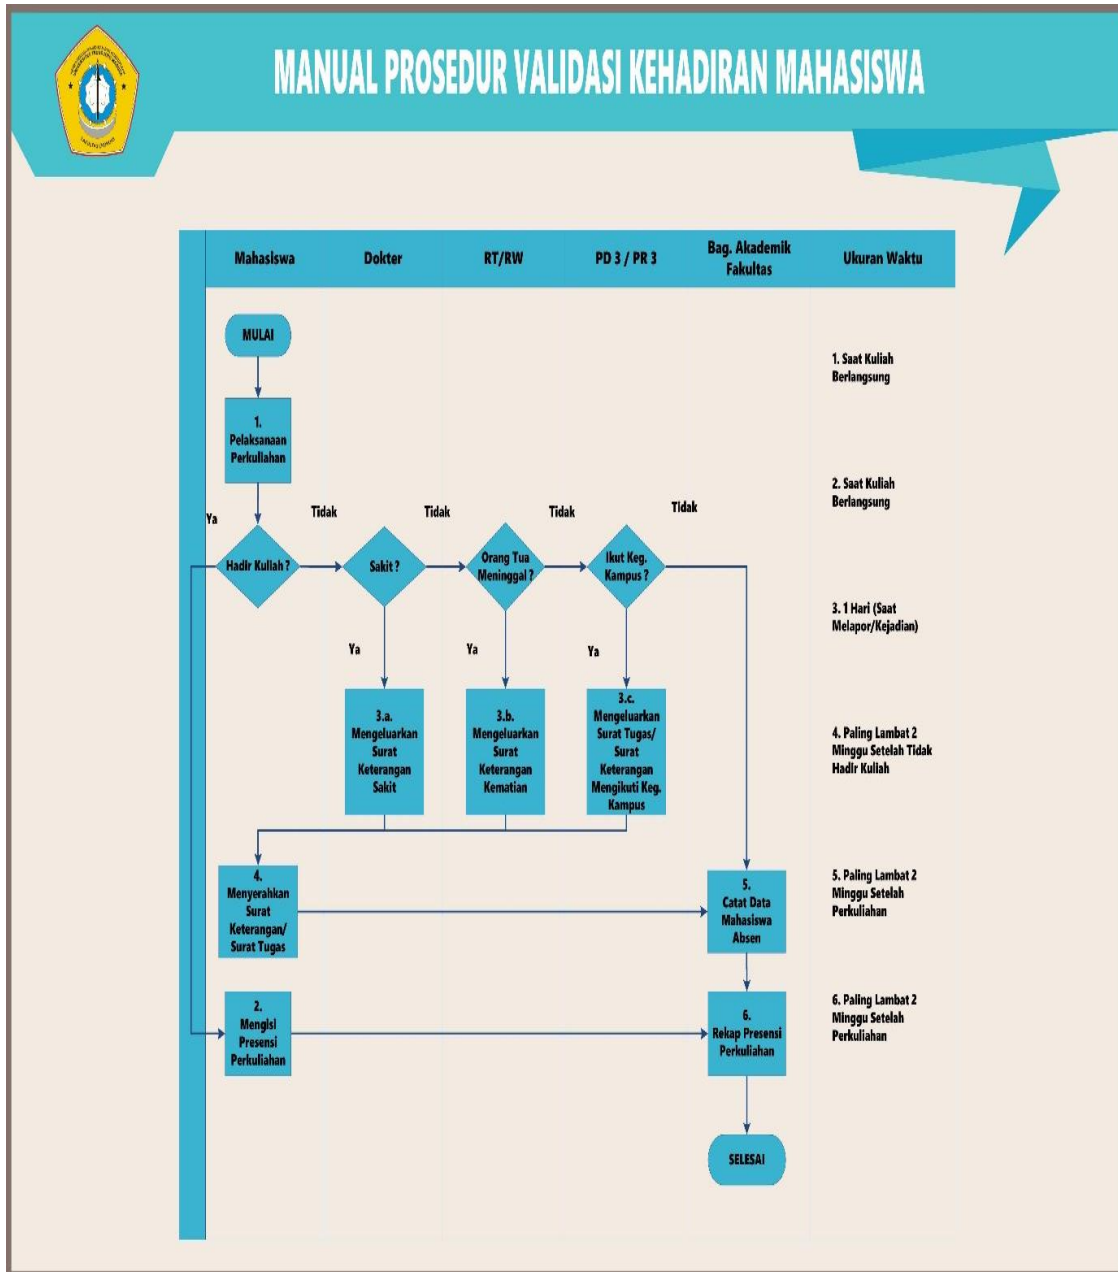 MANUAL PROSEDUR VALIDASI KEHADIRAN MAHASISWA
Mahasiswa
Dokter
RT/RW
PD 3 / PR 3
Bag. Akademik
Fakultas
Ukuran Waktu
MULAI
1. Saat Kuliah
Berlangsung
1.
Pelaksanaan
Perkuliahan
2. Saat Kuliah
Berlangsung
Ya
Tidak
Tidak
Tidak
Tidak
Hadir Kuliah ?
Sakit ?
Orang Tua
Meninggal ?
Ikut Keg.
Kampus ?
3. 1 Hari (Saat
Melapor/Kejadian)
Ya
Ya
Ya
3.a.
Mengeluarkan
Surat
Keterangan
Sakit
3.b.
Mengeluarkan
Surat
Keterangan
Kematian
3.c.
Mengeluarkan
Surat Tugas/
Surat
Keterangan
Mengikuti Keg.
Kampus
4. Paling Lambat 2
Minggu Setelah Tidak
Hadir Kuliah
4.
Menyerahkan
Surat
Keterangan/
Surat Tugas
5.
Catat Data
Mahasiswa
Absen
5. Paling Lambat 2
Minggu Setelah
Perkuliahan
2.
Mengisi
Presensi
Perkuliahan
6.
Rekap Presensi
Perkuliahan
6. Paling Lambat 2
Minggu Setelah
Perkuliahan
SELESAI